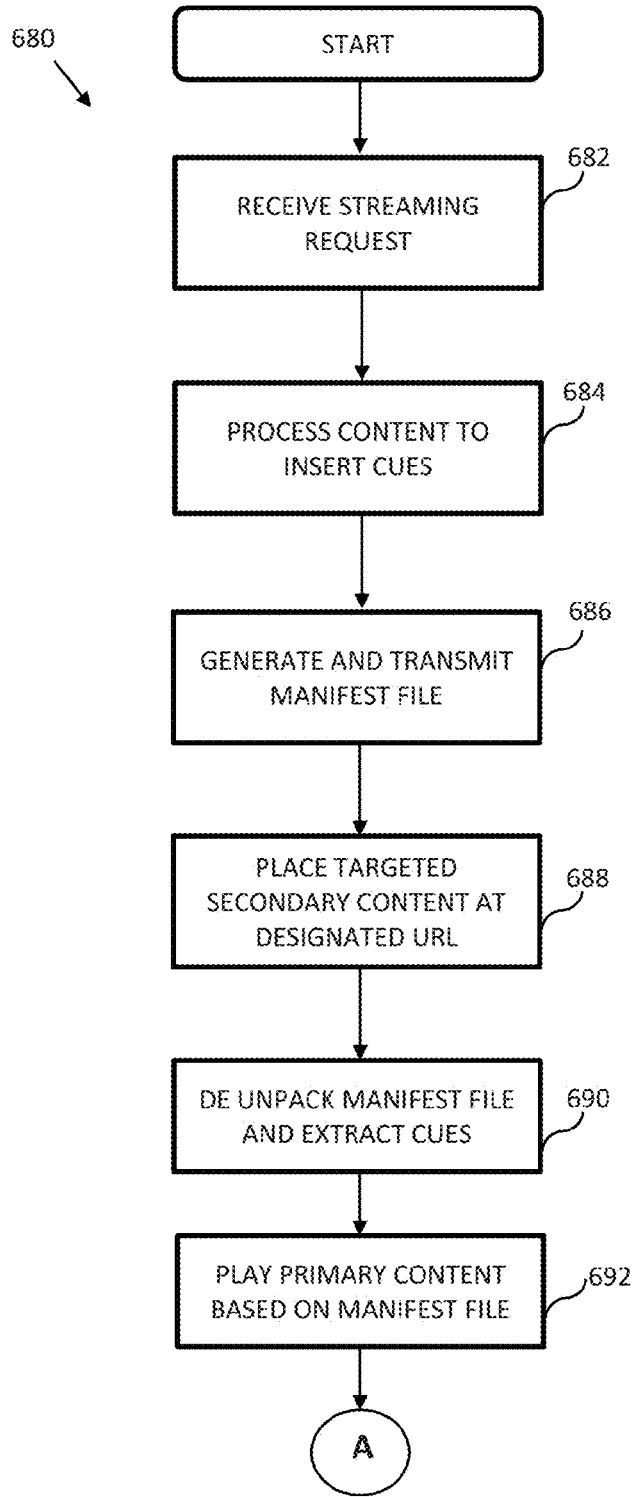 680
START
682
RECEIVE STREAMING
REQUEST
684
PROCESS CONTENT TO
INSERT CUES
686
GENERATE AND TRANSMIT
MANIFEST FILE
688
PLACE TARGETED
SECONDARY CONTENT AT
DESIGNATED URL
690
DE UNPACK MANIFEST FILE
AND EXTRACT CUES
692
PLAY PRIMARY CONTENT
BASED ON MANIFEST FILE
A